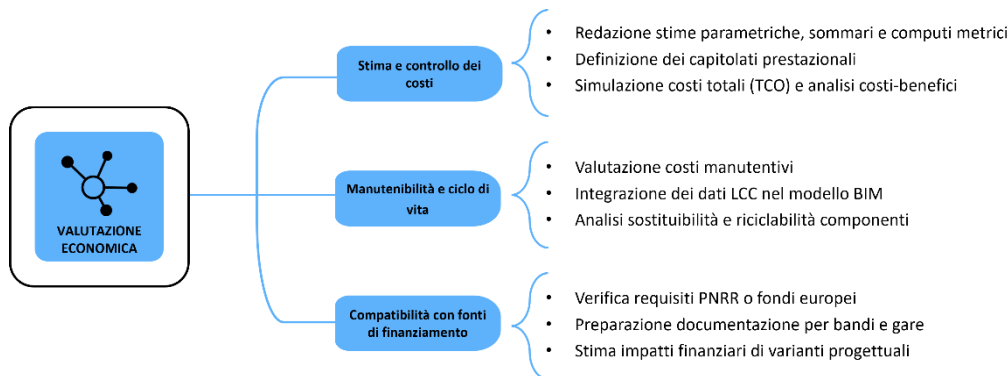 VALUTAZIONE
ECONOMICA
Stima e controllo dei
costi
• Redazione stime parametriche, sommari e computi metrici
• Definizione dei capitolati prestazionali
• Simulazione costi totali (TCO) e analisi costi-benefici
Manutenibilità e ciclo di
vita
• Valutazione costi manutentivi
• Integrazione dei dati LCC nel modello BIM
• Analisi sostituibilità e riciclabilità componenti
Compatibilità con fonti
di finanziamento
• Verifica requisiti PNRR o fondi europei
• Preparazione documentazione per bandi e gare
• Stima impatti finanziari di varianti progettuali